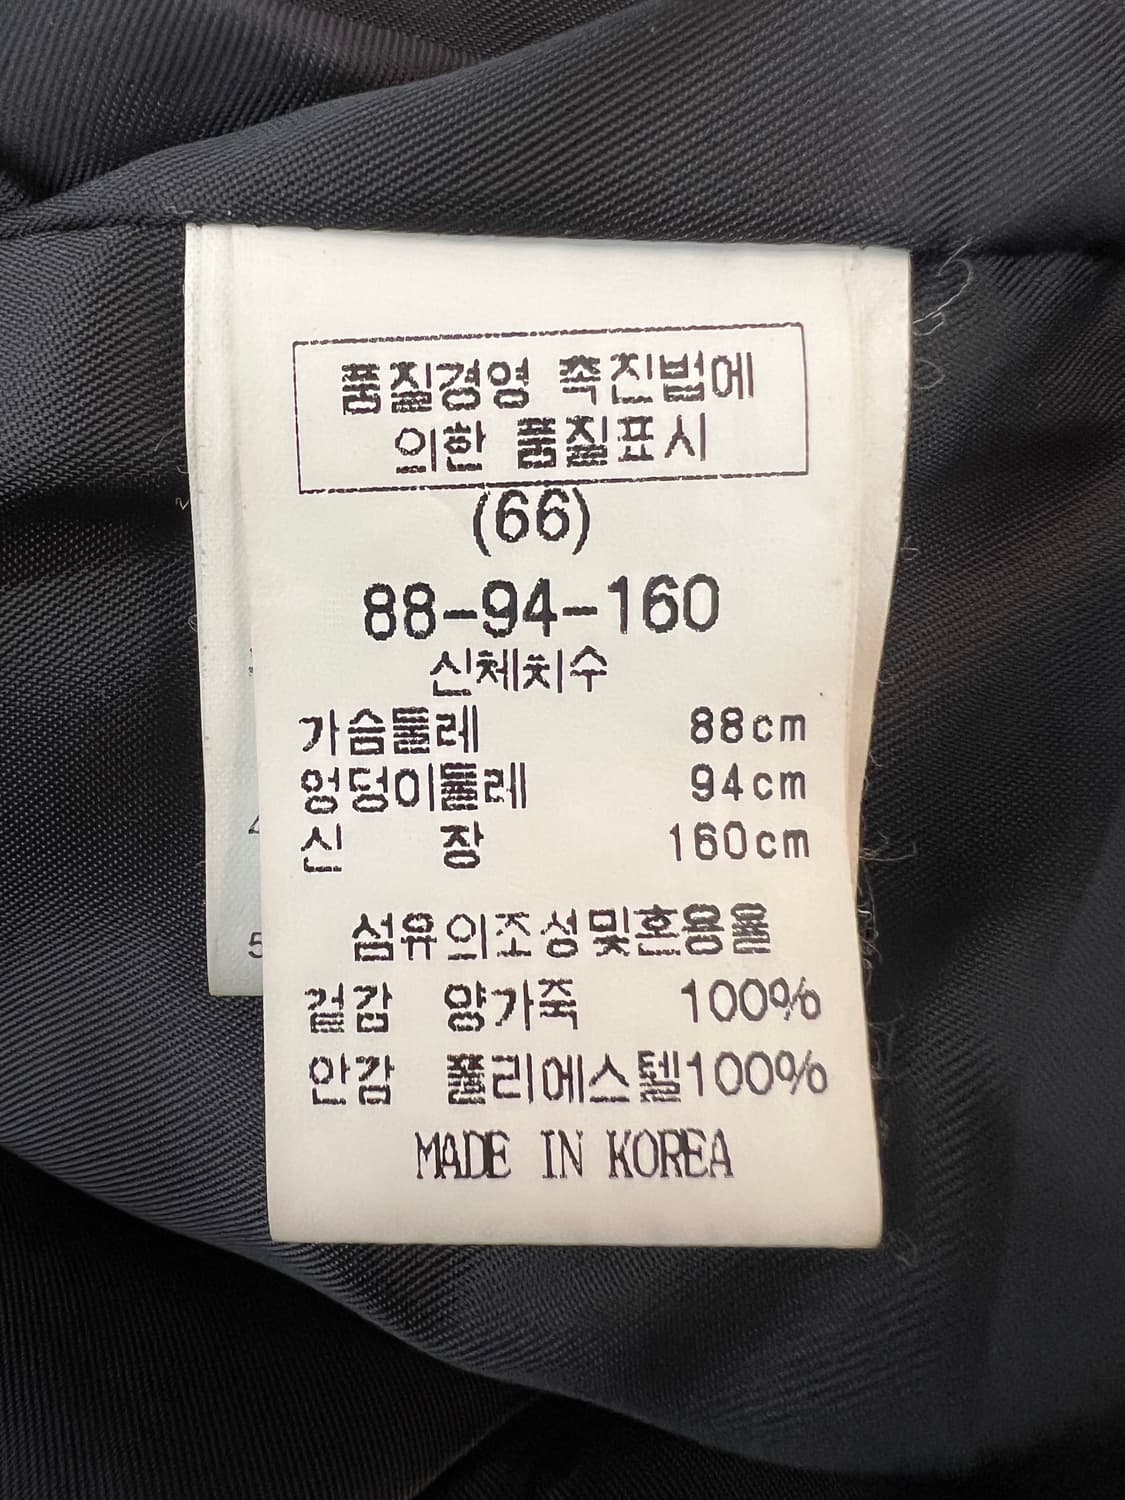 품질경영 촉진법에
의한 품질표시
(66)
88-94-160
신체치수
가슴둘레 88cm
엉덩이둘레 94cm
신 장 160cm
섬유의조성및혼용율
겉감 양가죽 100%
안감 폴리에스텔100%
MADE IN KOREA